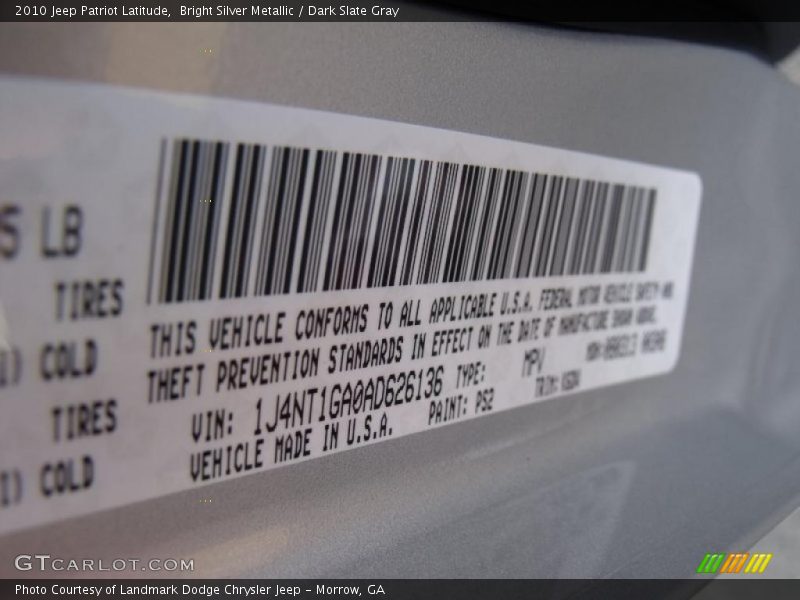 2010 Jeep Patriot Latitude, Bright Silver Metallic / Dark Slate Gray
5 LB
TIRES
COLD
TIRES
COLD
THIS VEHICLE CONFORMS TO ALL APPLICABLE U.S.A. FEDERAL MOTOR VEHICLE SAFETY AND
THEFT PREVENTION STANDARDS IN EFFECT ON THE DATE OF MANUFACTURE SHOWN ABOVE.
VIN: 1J4NT1GA0AD626136 TYPE: MPV
VEHICLE MADE IN U.S.A. PAINT: PS2 TRIM:
GTCARLOT.COM
Photo Courtesy of Landmark Dodge Chrysler Jeep – Morrow, GA